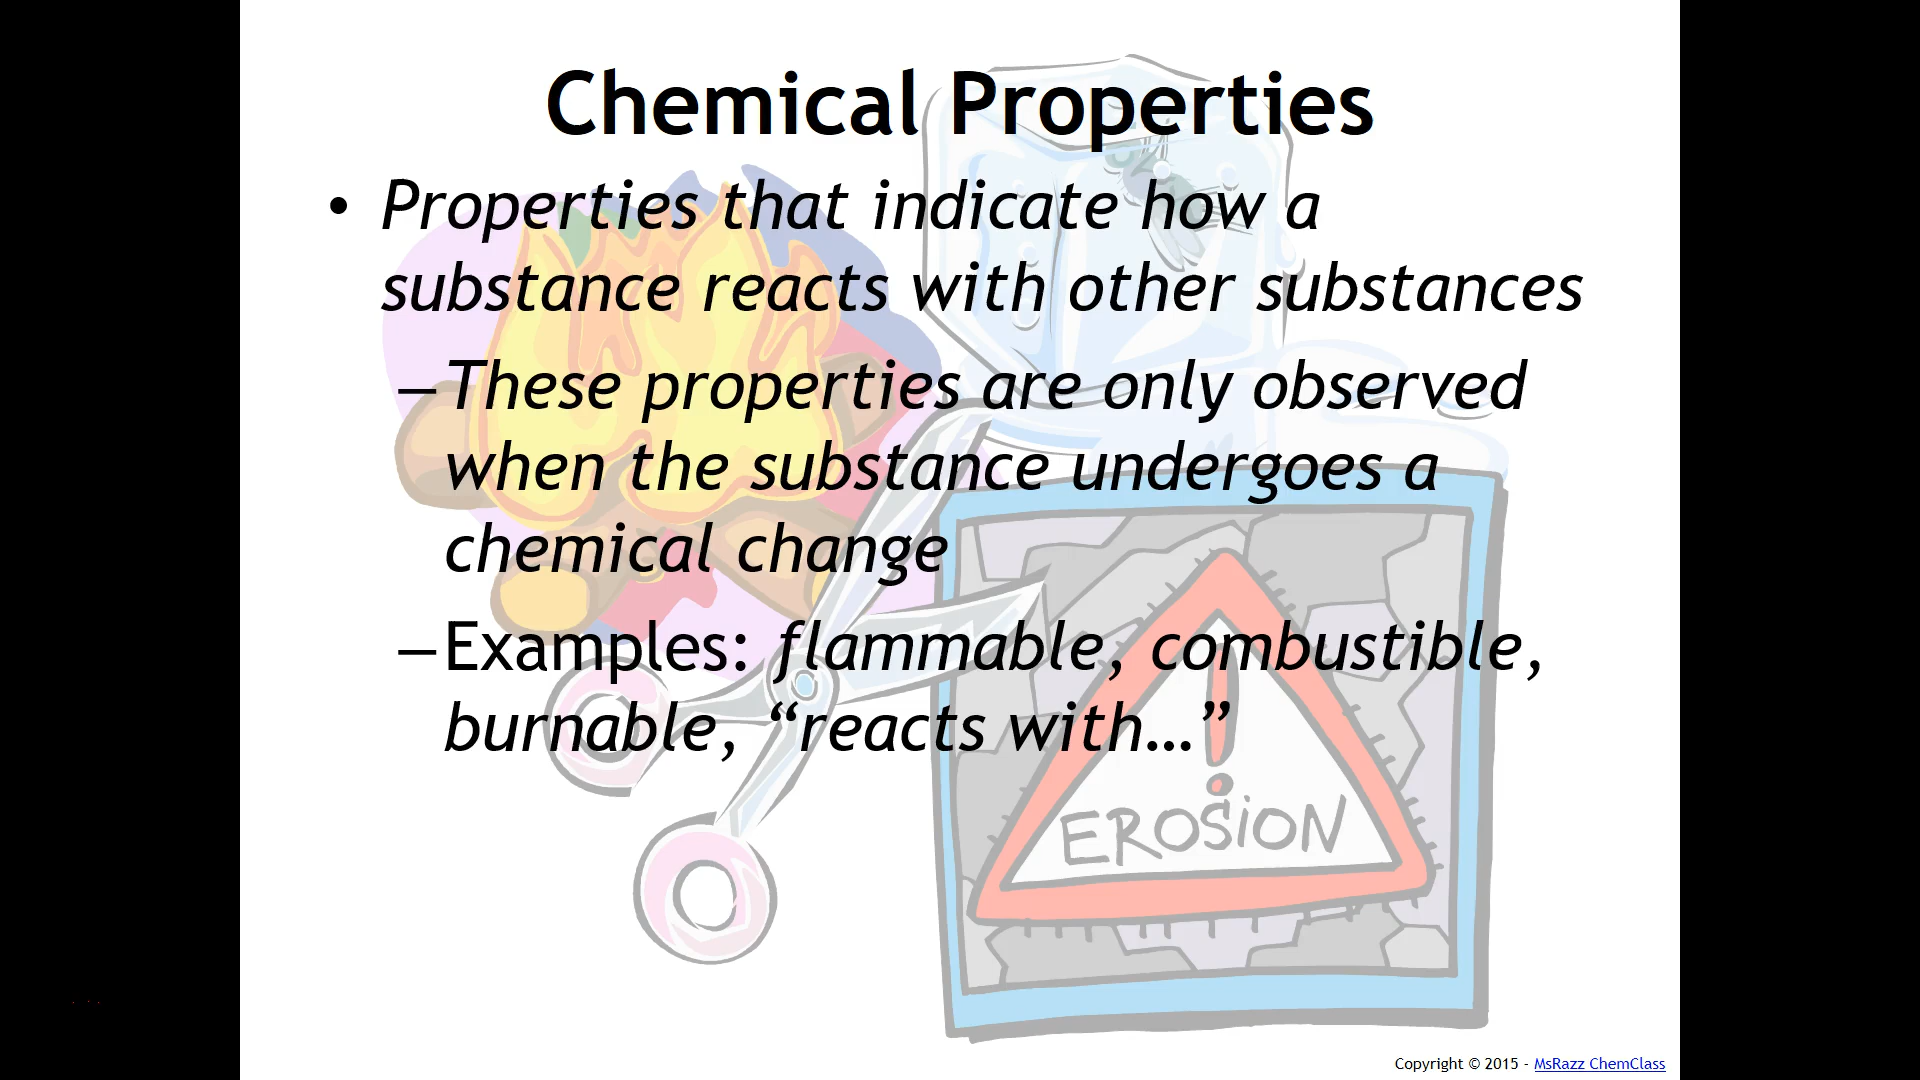 Chemical Properties
• Properties that indicate how a
substance reacts with other substances
–These properties are only observed
when the substance undergoes a
chemical change
–Examples: flammable, combustible,
burnable, “reacts with…”
EROSION
Copyright © 2015 - MsRazz ChemClass